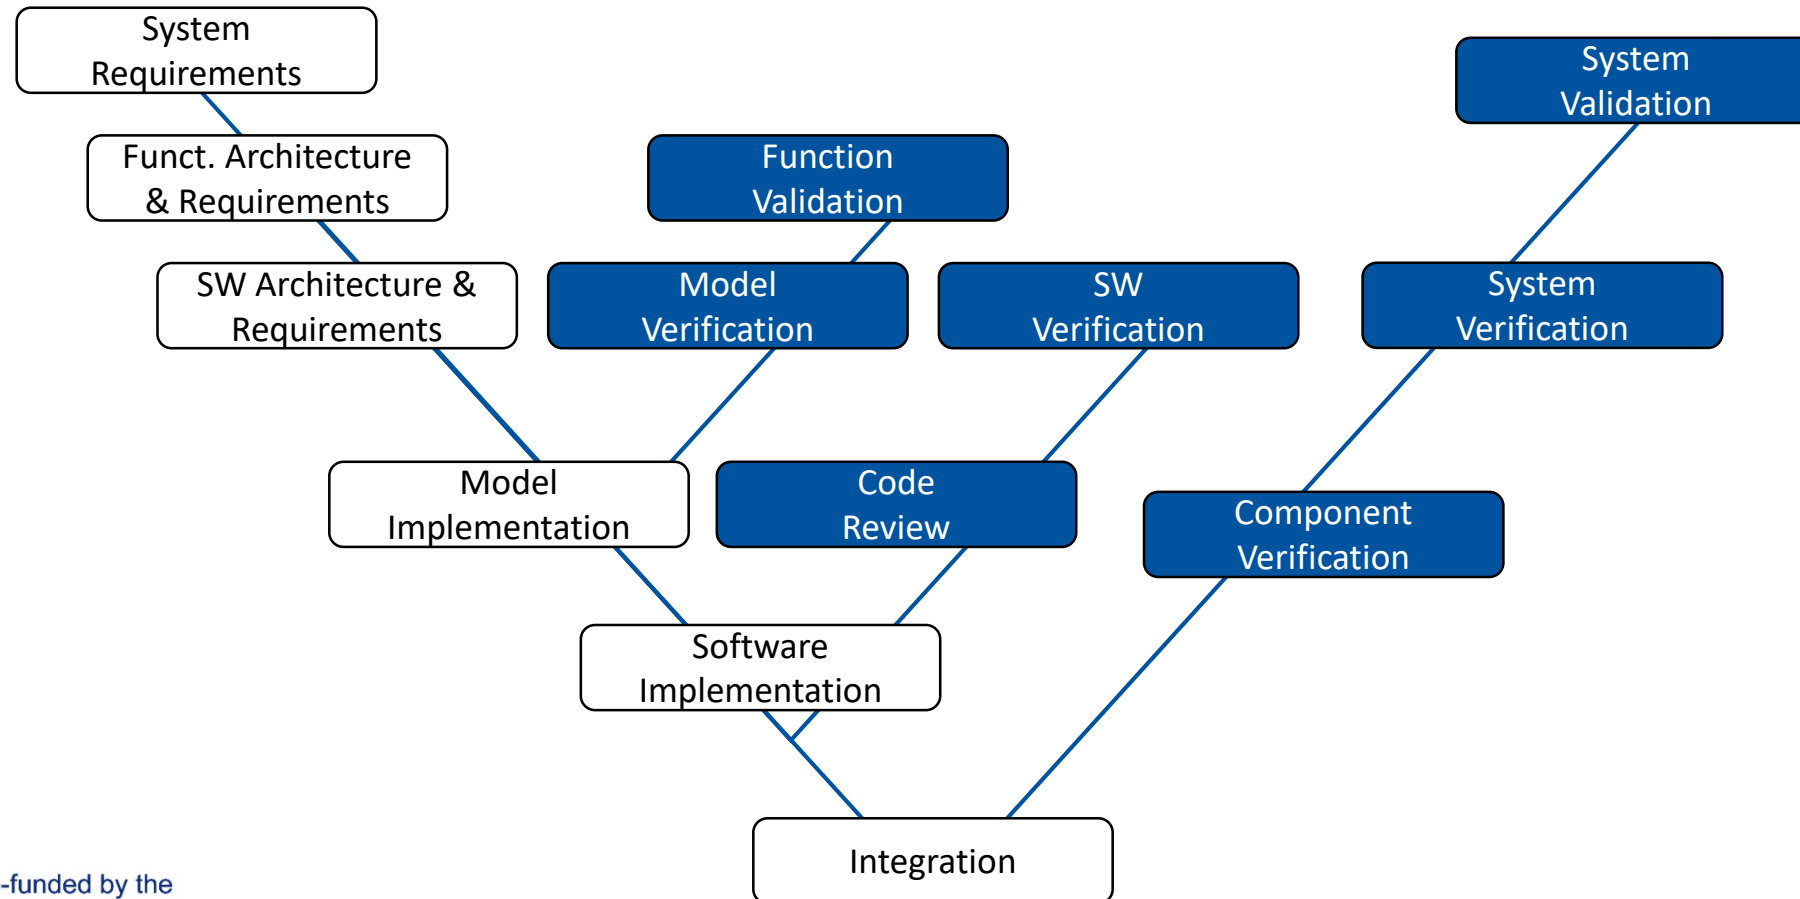 System
Requirements
System
Validation
Funct. Architecture
& Requirements
Function
Validation
SW Architecture &
Requirements
Model
Verification
SW
Verification
System
Verification
Model
Implementation
Code
Review
Component
Verification
Software
Implementation
Integration
-funded by the